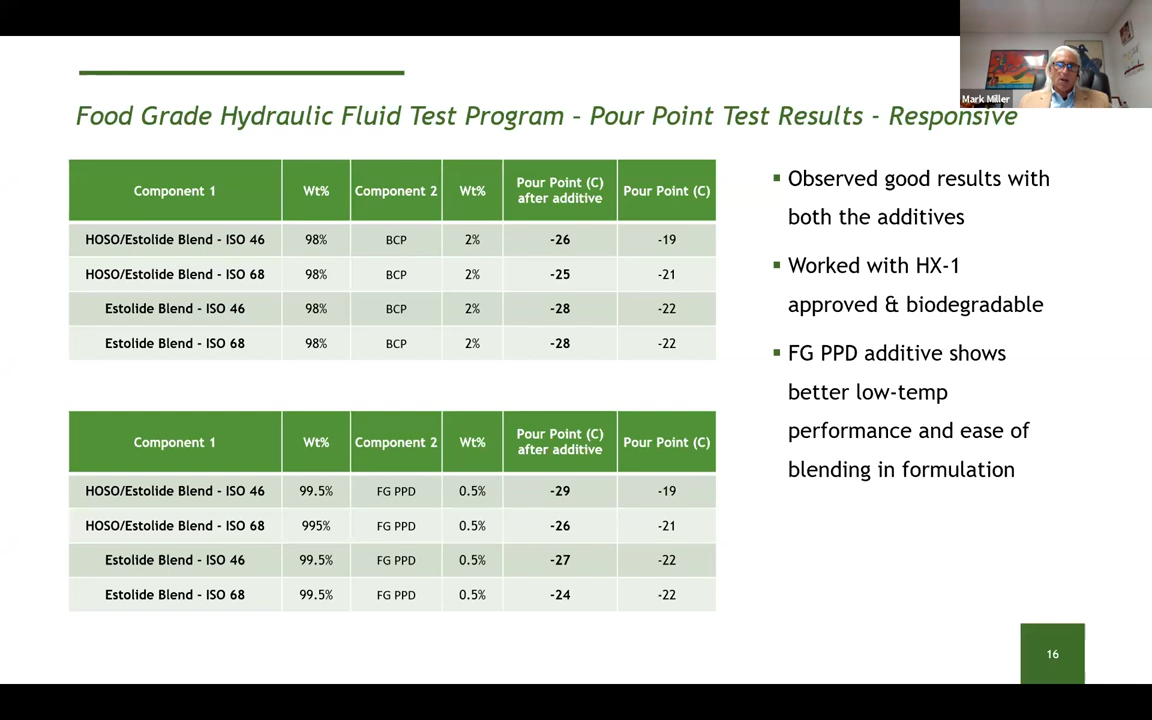 Mark Miller
Food Grade Hydraulic Fluid Test Program – Pour Point Test Results - Responsive
Component 1 Wt% Component 2 Wt% Pour Point (C) after additive Pour Point (C)
HOSO/Estolide Blend - ISO 46 98% BCP 2% -26 -19
HOSO/Estolide Blend - ISO 68 98% BCP 2% -25 -21
Estolide Blend - ISO 46 98% BCP 2% -28 -22
Estolide Blend - ISO 68 98% BCP 2% -28 -22
Component 1 Wt% Component 2 Wt% Pour Point (C) after additive Pour Point (C)
HOSO/Estolide Blend - ISO 46 99.5% FG PPD 0.5% -29 -19
HOSO/Estolide Blend - ISO 68 995% FG PPD 0.5% -26 -21
Estolide Blend - ISO 46 99.5% FG PPD 0.5% -27 -22
Estolide Blend - ISO 68 99.5% FG PPD 0.5% -24 -22
▪ Observed good results with
both the additives
▪ Worked with HX-1
approved & biodegradable
▪ FG PPD additive shows
better low-temp
performance and ease of
blending in formulation
16